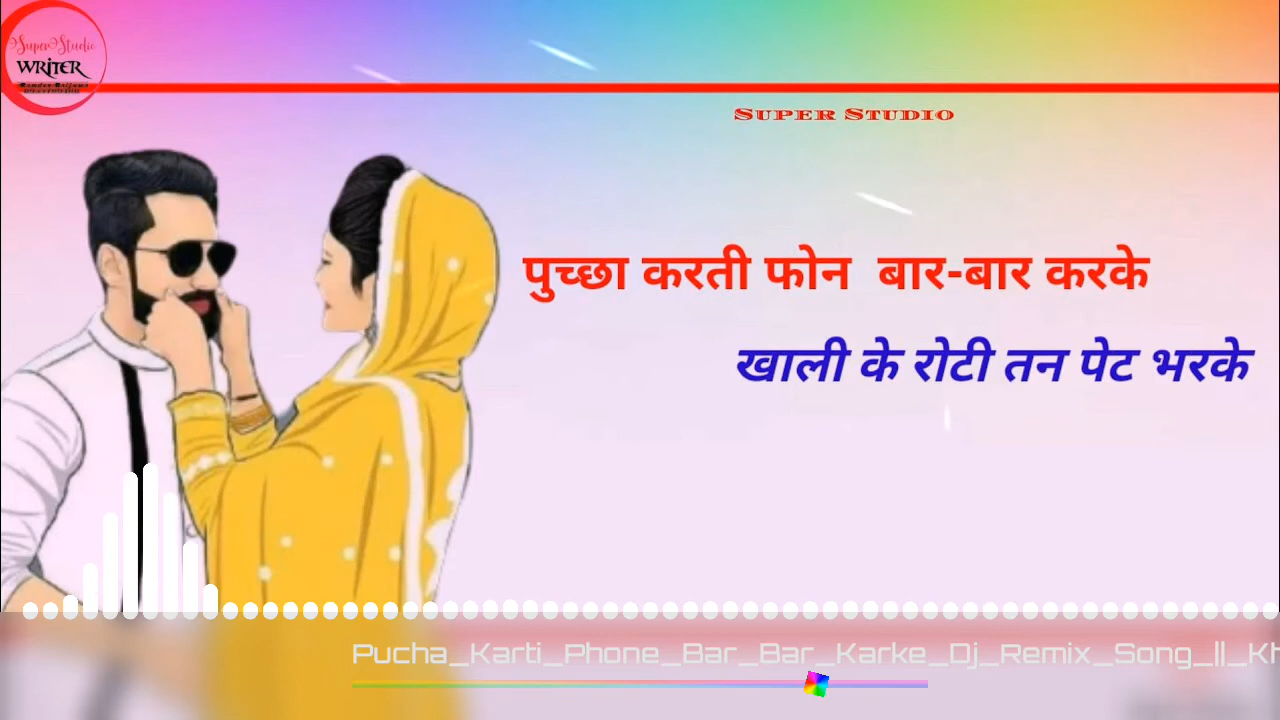 Super Studio
WRITER
SUPER STUDIO
पुच्छा करती फोन बार-बार करके
खाली के रोटी तन पेट भरके
Pucha_Karti_Phone_Bar_Bar_Karke_Dj_Remix_Song_ll_Kh